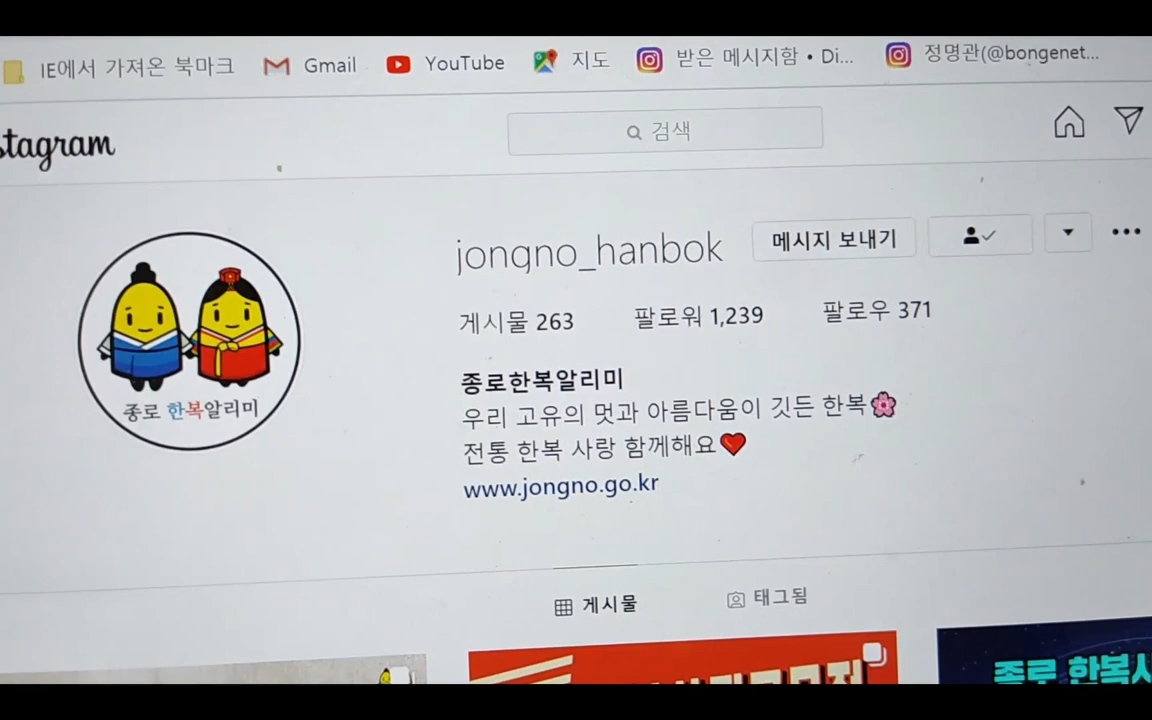 IE에서 가져온 북마크 Gmail YouTube 지도 받은 메시지함 • Di... 정명관(@bongenet...
stagram
검색
jongno_hanbok 메시지 보내기
게시물 263 팔로워 1,239 팔로우 371
종로한복알리미
우리 고유의 멋과 아름다움이 깃든 한복🌸
전통 한복 사랑 함께해요❤️
www.jongno.go.kr
종로 한복알리미
게시물 태그됨
종로 한복